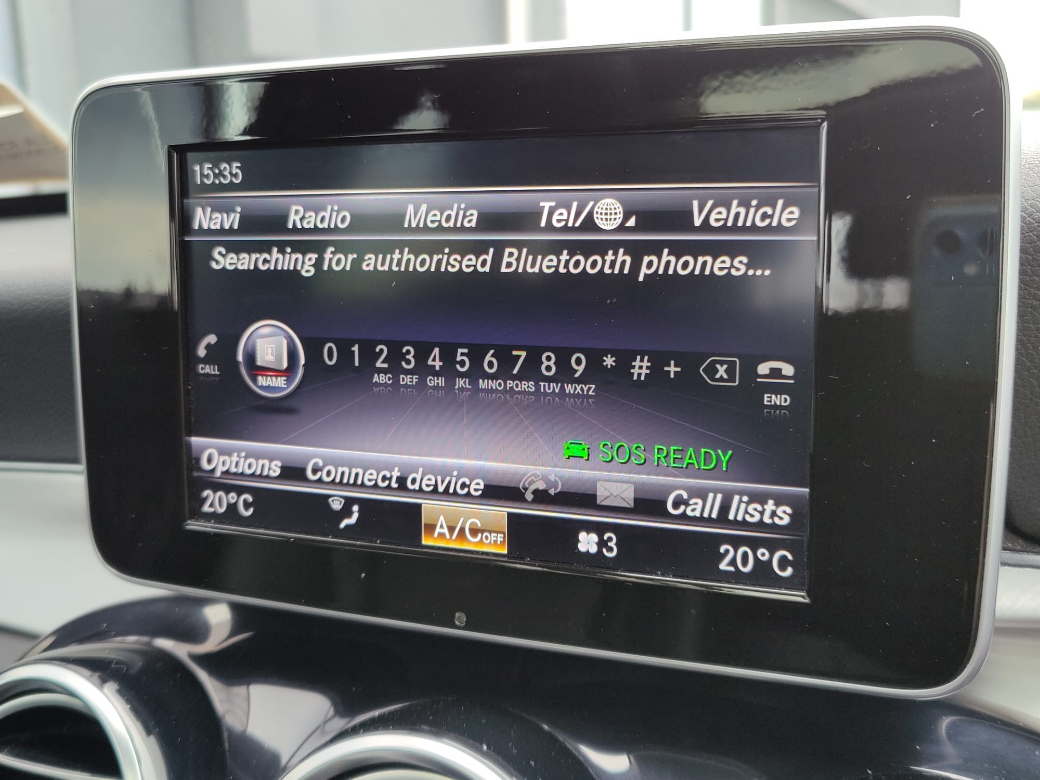 15:35
Navi Radio Media Tel/ Vehicle
Searching for authorised Bluetooth phones...
CALL NAME 0 1 2 3 4 5 6 7 8 9 * # + X END
ABC DEF GHI JKL MNO PQRS TUV WXYZ
SOS READY
Options Connect device Call lists
20°C A/C OFF 3 20°C